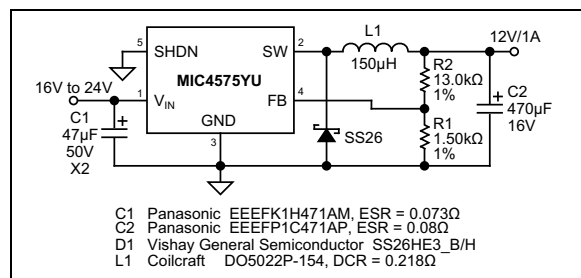 5
SHDN
SW
2
L1
150µH
12V/1A
MIC4575YU
R2
13.0kΩ
1%
16V to 24V
1
VIN
FB
4
C2
470µF
16V
C1
47µF
50V
X2
GND
3
SS26
R1
1.50kΩ
1%
C1 Panasonic EEEFK1H471AM, ESR = 0.073Ω
C2 Panasonic EEEFP1C471AP, ESR = 0.08Ω
D1 Vishay General Semiconductor SS26HE3_B/H
L1 Coilcraft DO5022P-154, DCR = 0.218Ω